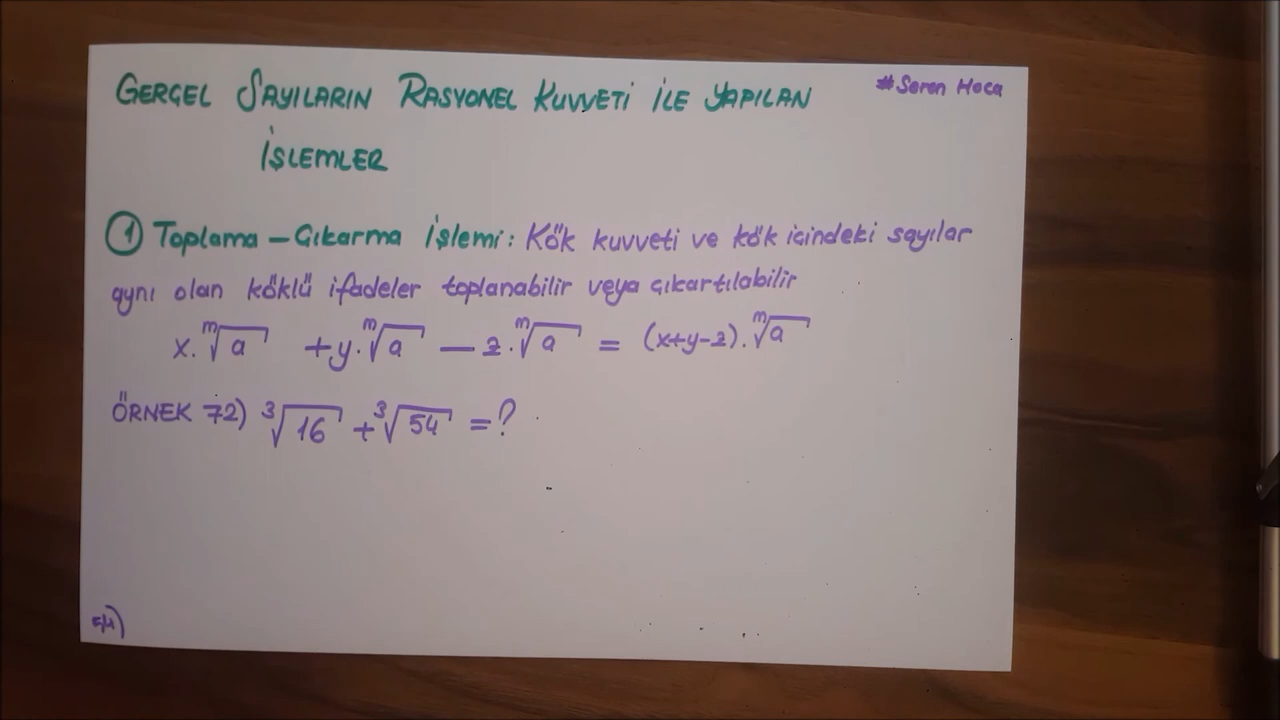 GERÇEL SAYILARIN RASYONEL KUVVETİ İLE YAPILAN
#Seren Hoca
İŞLEMLER
① Toplama - Çıkarma İşlemi: Kök kuvveti ve kök içindeki sayılar
aynı olan köklü ifadeler toplanabilir veya çıkartılabilir
x.ᵐ√a + y.ᵐ√a - z.ᵐ√a = (x+y-z).ᵐ√a
ÖRNEK 72) ³√16 + ³√54 = ?